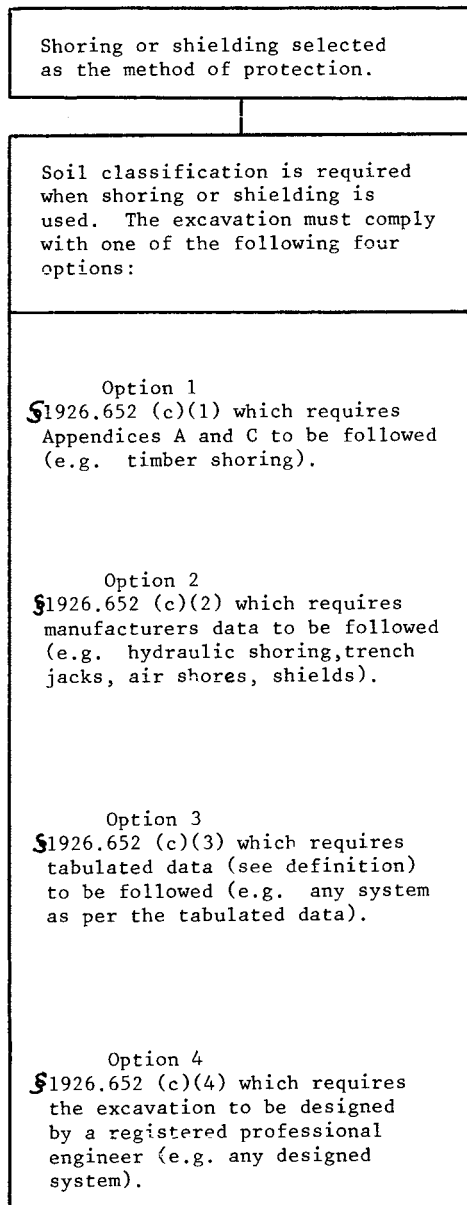 Shoring or shielding selected
as the method of protection.
Soil classification is required
when shoring or shielding is
used. The excavation must comply
with one of the following four
options:
Option 1
§1926.652 (c)(1) which requires
Appendices A and C to be followed
(e.g. timber shoring).
Option 2
§1926.652 (c)(2) which requires
manufacturers data to be followed
(e.g. hydraulic shoring,trench
jacks, air shores, shields).
Option 3
§1926.652 (c)(3) which requires
tabulated data (see definition)
to be followed (e.g. any system
as per the tabulated data).
Option 4
§1926.652 (c)(4) which requires
the excavation to be designed
by a registered professional
engineer (e.g. any designed
system).